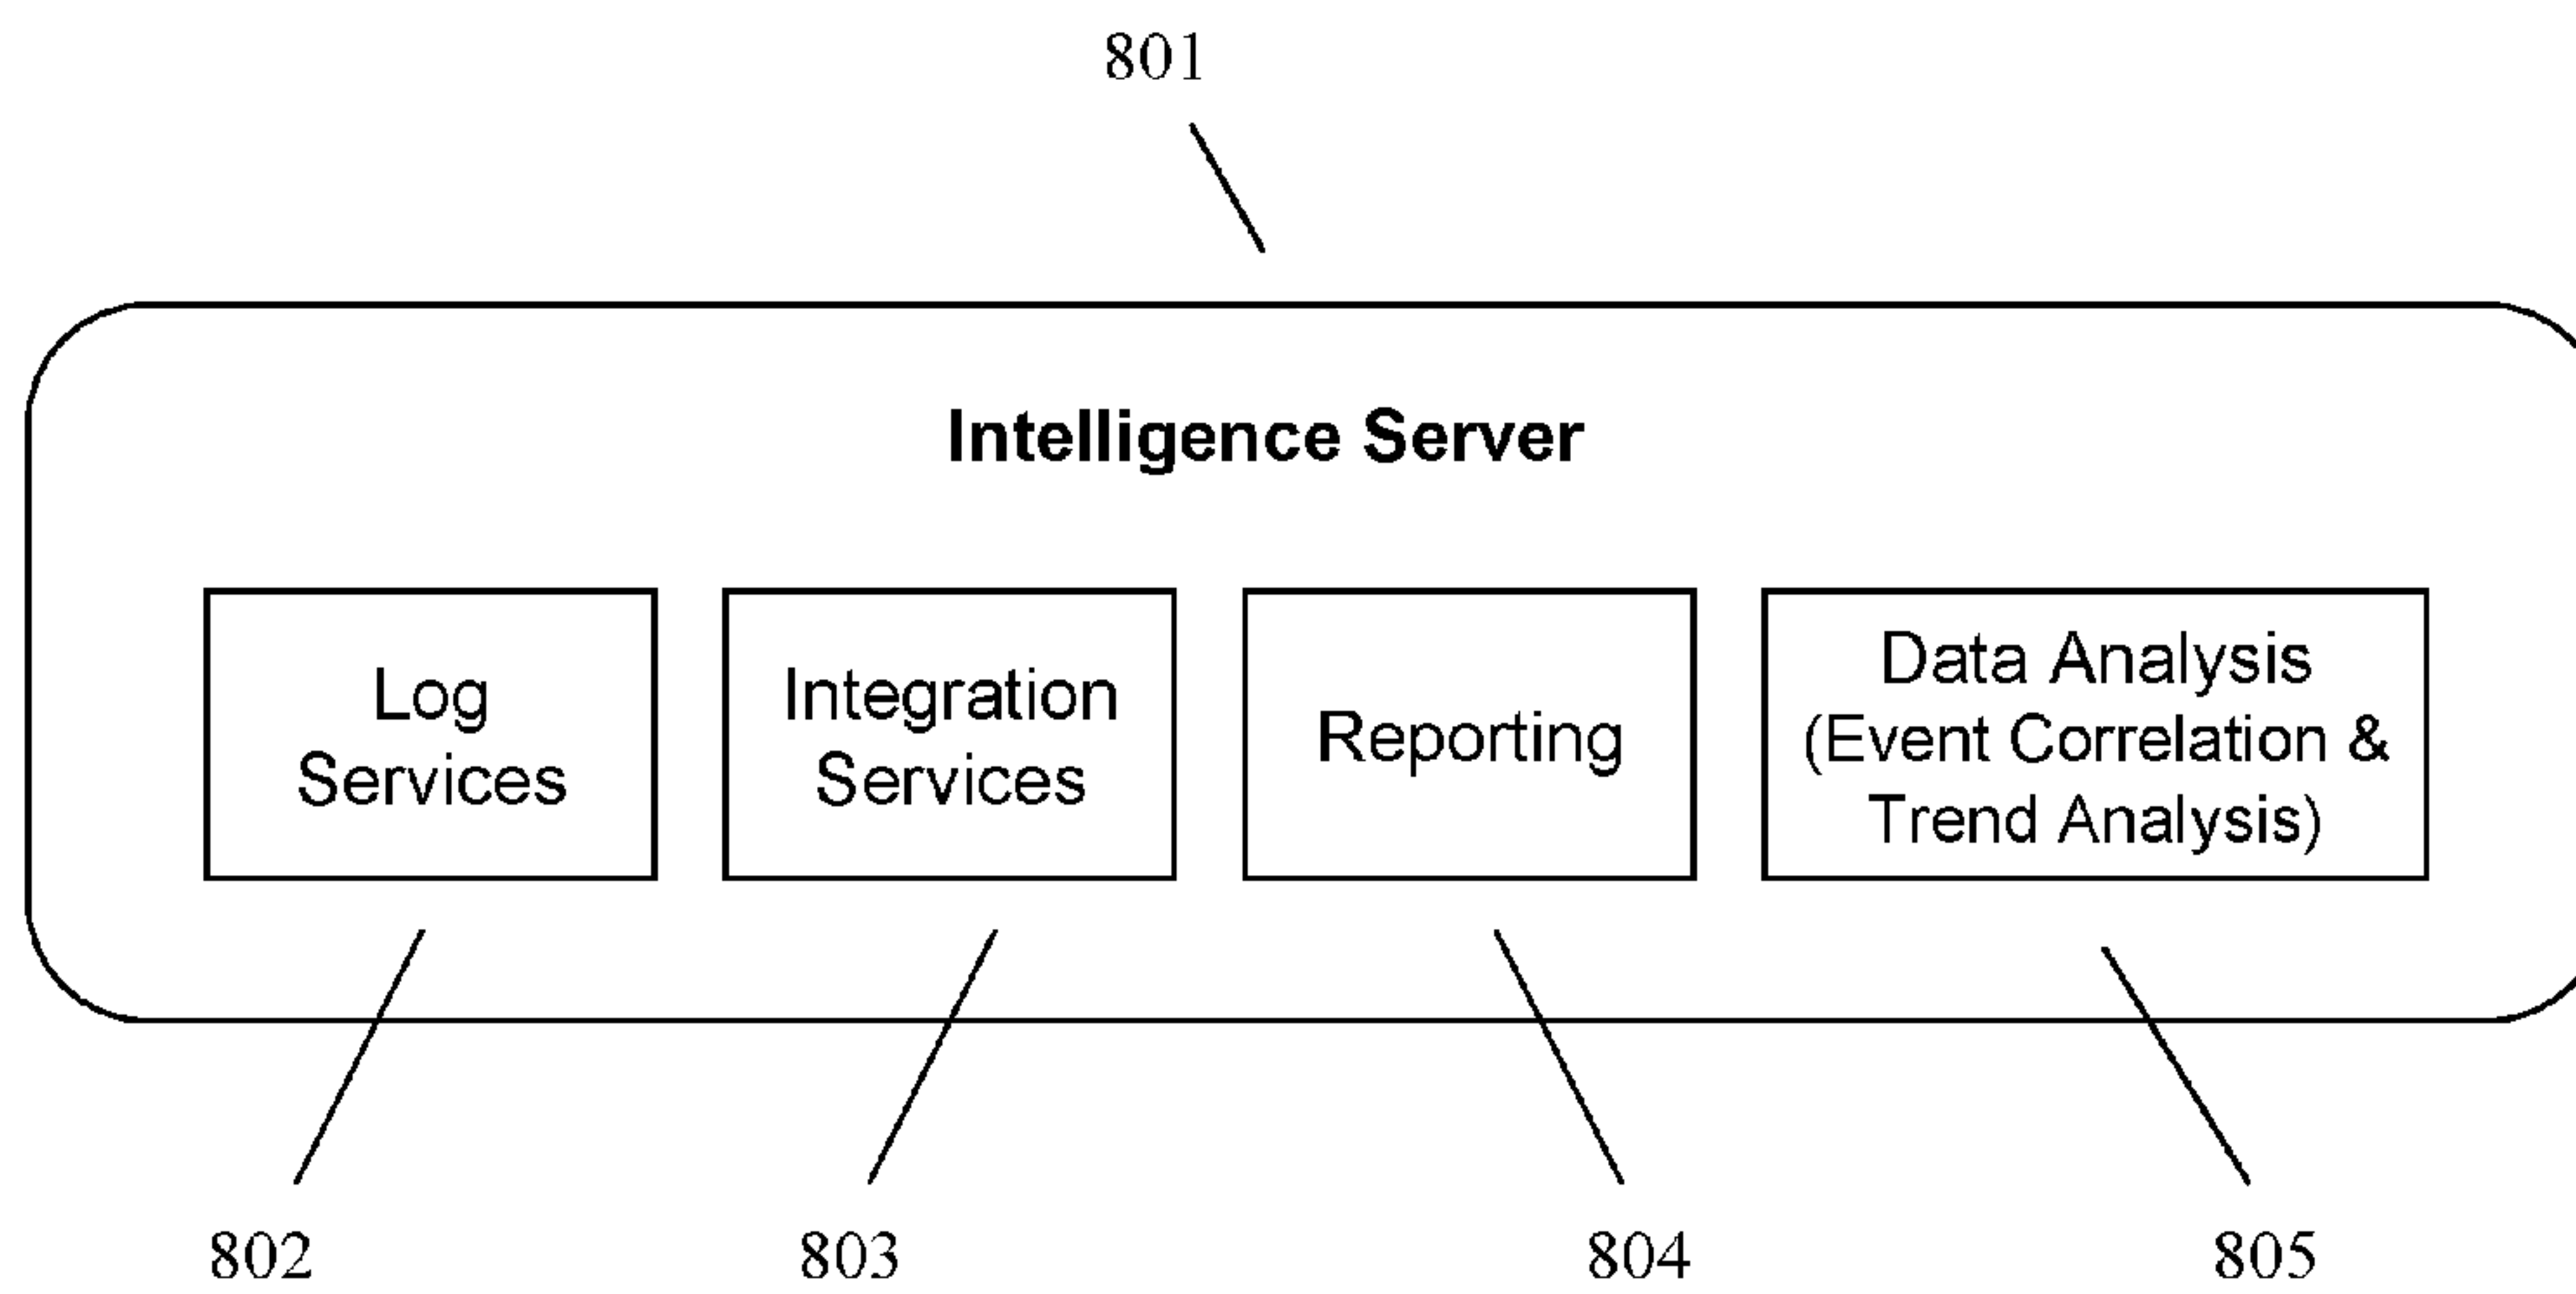 801
Intelligence Server
Log
Services
Integration
Services
Reporting
Data Analysis
(Event Correlation &
Trend Analysis)
802
803
804
805